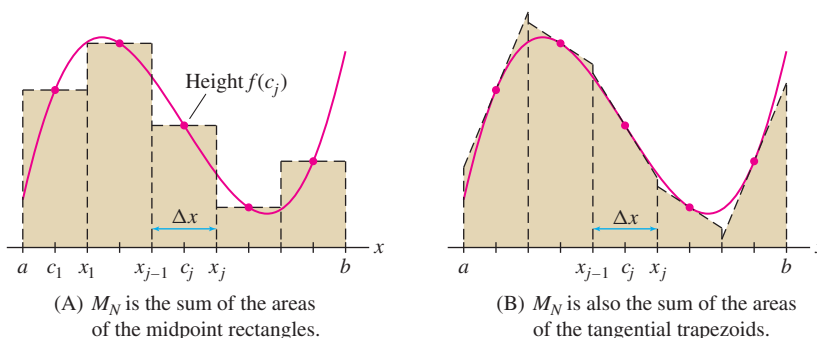 Height f(c_j)
Δx
x
a c_1 x_1 x_{j−1} c_j x_j b
(A) M_N is the sum of the areas
of the midpoint rectangles.
Δx
a x_{j−1} c_j x_j b
(B) M_N is also the sum of the areas
of the tangential trapezoids.